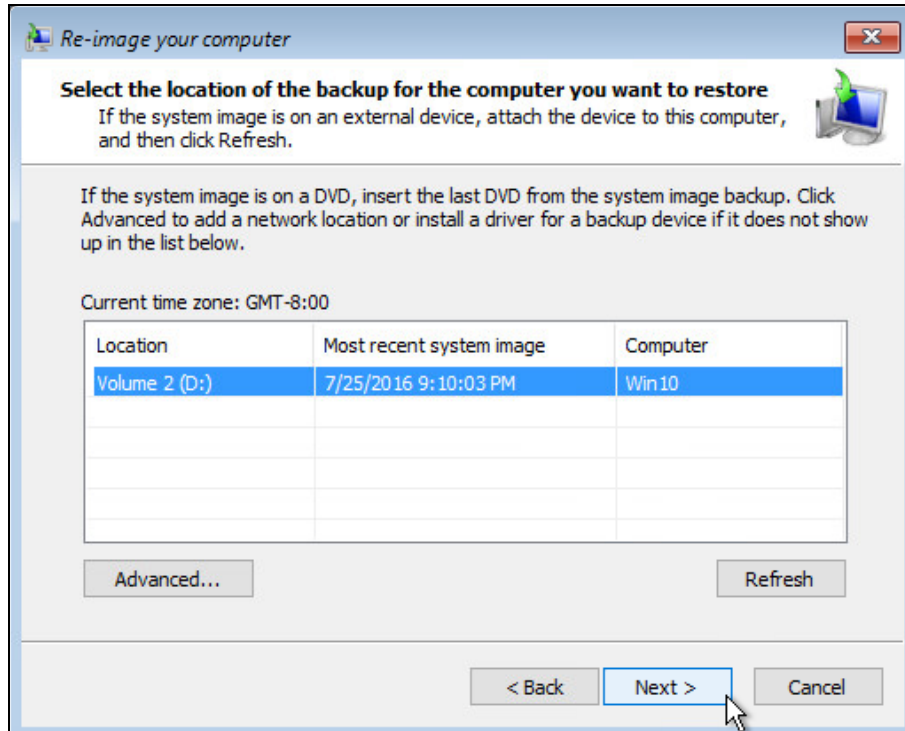 Re-image your computer
Select the location of the backup for the computer you want to restore
If the system image is on an external device, attach the device to this computer,
and then click Refresh.
If the system image is on a DVD, insert the last DVD from the system image backup. Click
Advanced to add a network location or install a driver for a backup device if it does not show
up in the list below.
Current time zone: GMT-8:00
Location Most recent system image Computer
Volume 2 (D:) 7/25/2016 9:10:03 PM Win10
Advanced... Refresh
< Back Next > Cancel